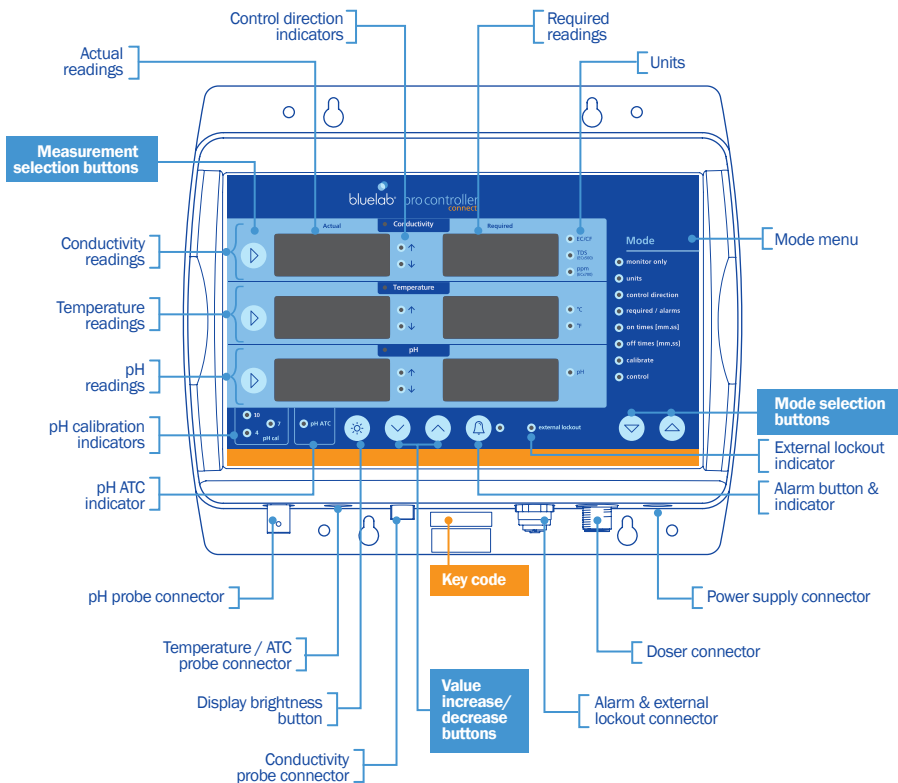 Control direction
indicators
Required
readings
Actual
readings
Units
Measurement
selection buttons
bluelab® pro controller
connect
Actual
Conductivity
Required
Conductivity
readings
EC/CF
TDS
ppm
Mode
Mode menu
monitor only
units
control direction
required / alarms
on times [mm.ss]
off times [mm.ss]
calibrate
control
Temperature
Temperature
readings
°C
°F
pH
pH
readings
pH
10
7
4
pH cal
pH ATC
external lockout
pH calibration
indicators
Mode selection
buttons
External lockout
indicator
pH ATC
indicator
Alarm button &
indicator
Key code
pH probe connector
Power supply connector
Temperature / ATC
probe connector
Doser connector
Display brightness
button
Value
increase/
decrease
buttons
Alarm & external
lockout connector
Conductivity
probe connector